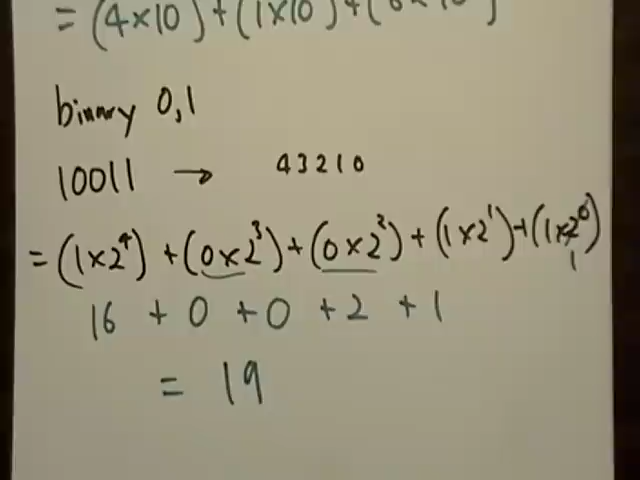 = (4×10 ) + (1×10 ) + (
binary 0,1
10011 → 43210
= (1×2⁴) + (0×2³) + (0×2²) + (1×2¹) + (1×2⁰)
1
16 + 0 + 0 + 2 + 1
= 19